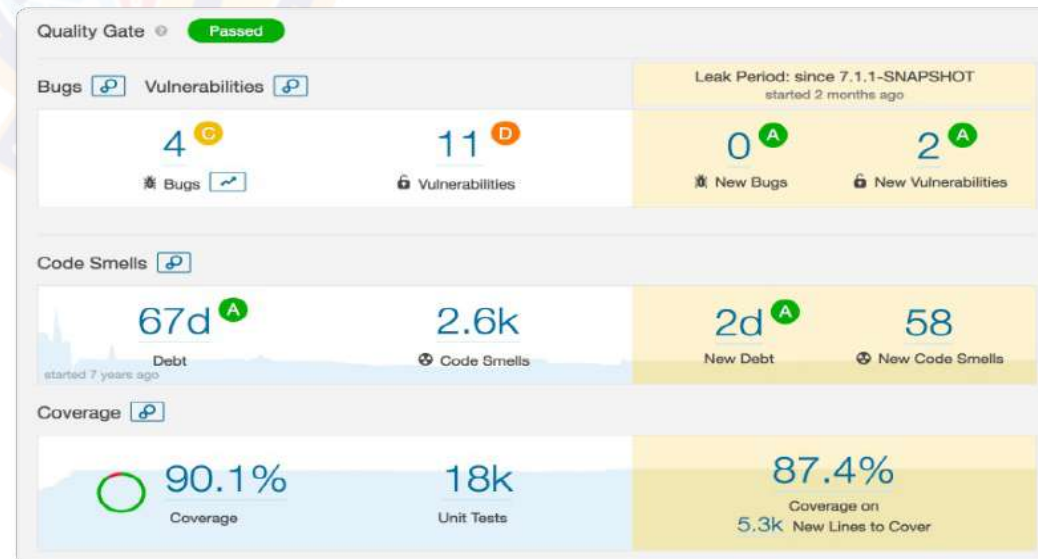 Quality Gate Passed
Bugs Vulnerabilities
Leak Period: since 7.1.1-SNAPSHOT
started 2 months ago
4 C
Bugs
11 D
Vulnerabilities
0 A
New Bugs
2 A
New Vulnerabilities
Code Smells
67d A
Debt
started 7 years ago
2.6k
Code Smells
2d A
New Debt
58
New Code Smells
Coverage
90.1%
Coverage
18k
Unit Tests
87.4%
Coverage on
5.3k New Lines to Cover